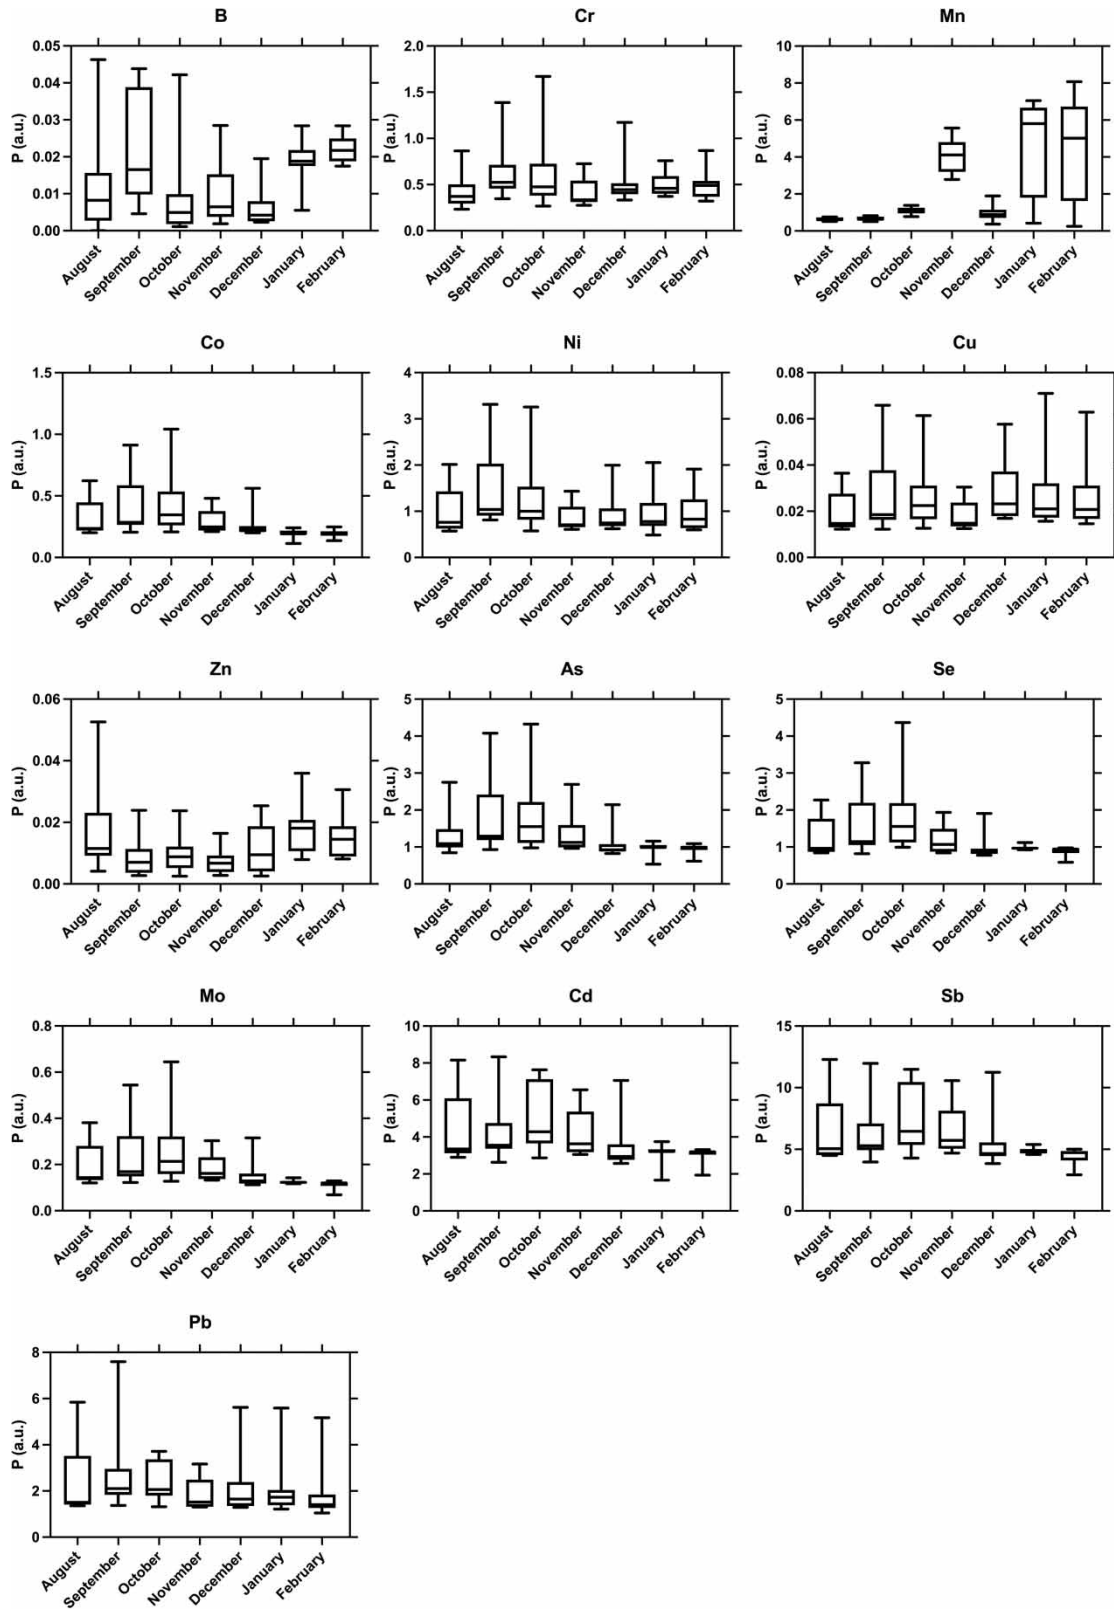 B
P (a.u.)
0.05
0.04
0.03
0.02
0.01
0.00
August
September
October
November
December
January
February
Cr
P (a.u.)
2.0
1.5
1.0
0.5
0.0
August
September
October
November
December
January
February
Mn
P (a.u.)
10
8
6
4
2
0
August
September
October
November
December
January
February
Co
P (a.u.)
1.5
1.0
0.5
0.0
August
September
October
November
December
January
February
Ni
P (a.u.)
4
3
2
1
0
August
September
October
November
December
January
February
Cu
P (a.u.)
0.08
0.06
0.04
0.02
0.00
August
September
October
November
December
January
February
Zn
P (a.u.)
0.06
0.04
0.02
0.00
August
September
October
November
December
January
February
As
P (a.u.)
5
4
3
2
1
0
August
September
October
November
December
January
February
Se
P (a.u.)
5
4
3
2
1
0
August
September
October
November
December
January
February
Mo
P (a.u.)
0.8
0.6
0.4
0.2
0.0
August
September
October
November
December
January
February
Cd
P (a.u.)
10
8
6
4
2
0
August
September
October
November
December
January
February
Sb
P (a.u.)
15
10
5
0
August
September
October
November
December
January
February
Pb
P (a.u.)
8
6
4
2
0
August
September
October
November
December
January
February